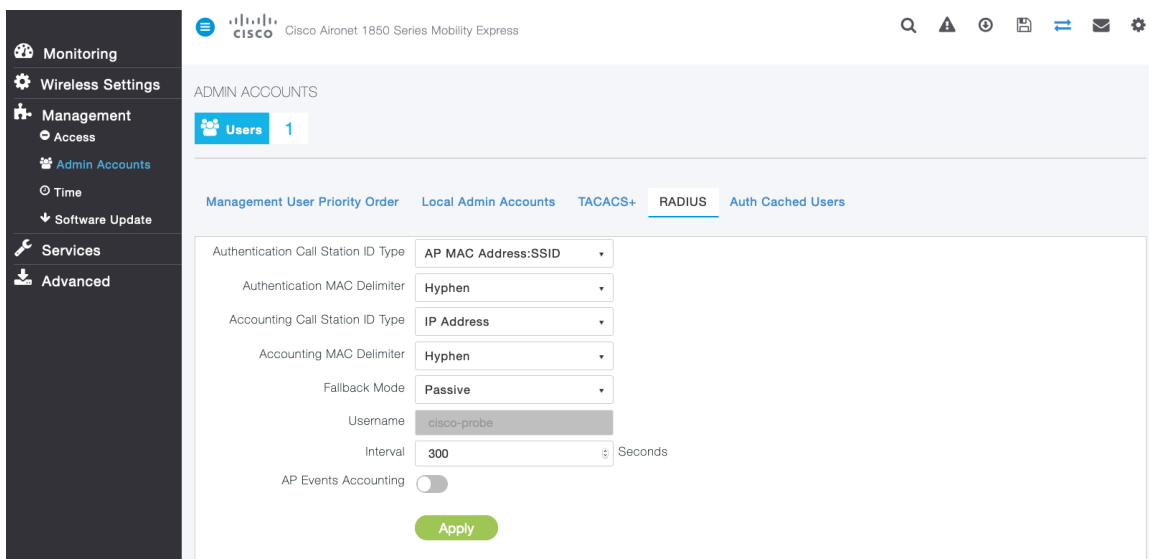 CISCO Cisco Aironet 1850 Series Mobility Express
Monitoring
Wireless Settings
Management
Access
Admin Accounts
Time
Software Update
Services
Advanced
ADMIN ACCOUNTS
Users 1
Management User Priority Order Local Admin Accounts TACACS+ RADIUS Auth Cached Users
Authentication Call Station ID Type AP MAC Address:SSID
Authentication MAC Delimiter Hyphen
Accounting Call Station ID Type IP Address
Accounting MAC Delimiter Hyphen
Fallback Mode Passive
Username cisco-probe
Interval 300 Seconds
AP Events Accounting
Apply